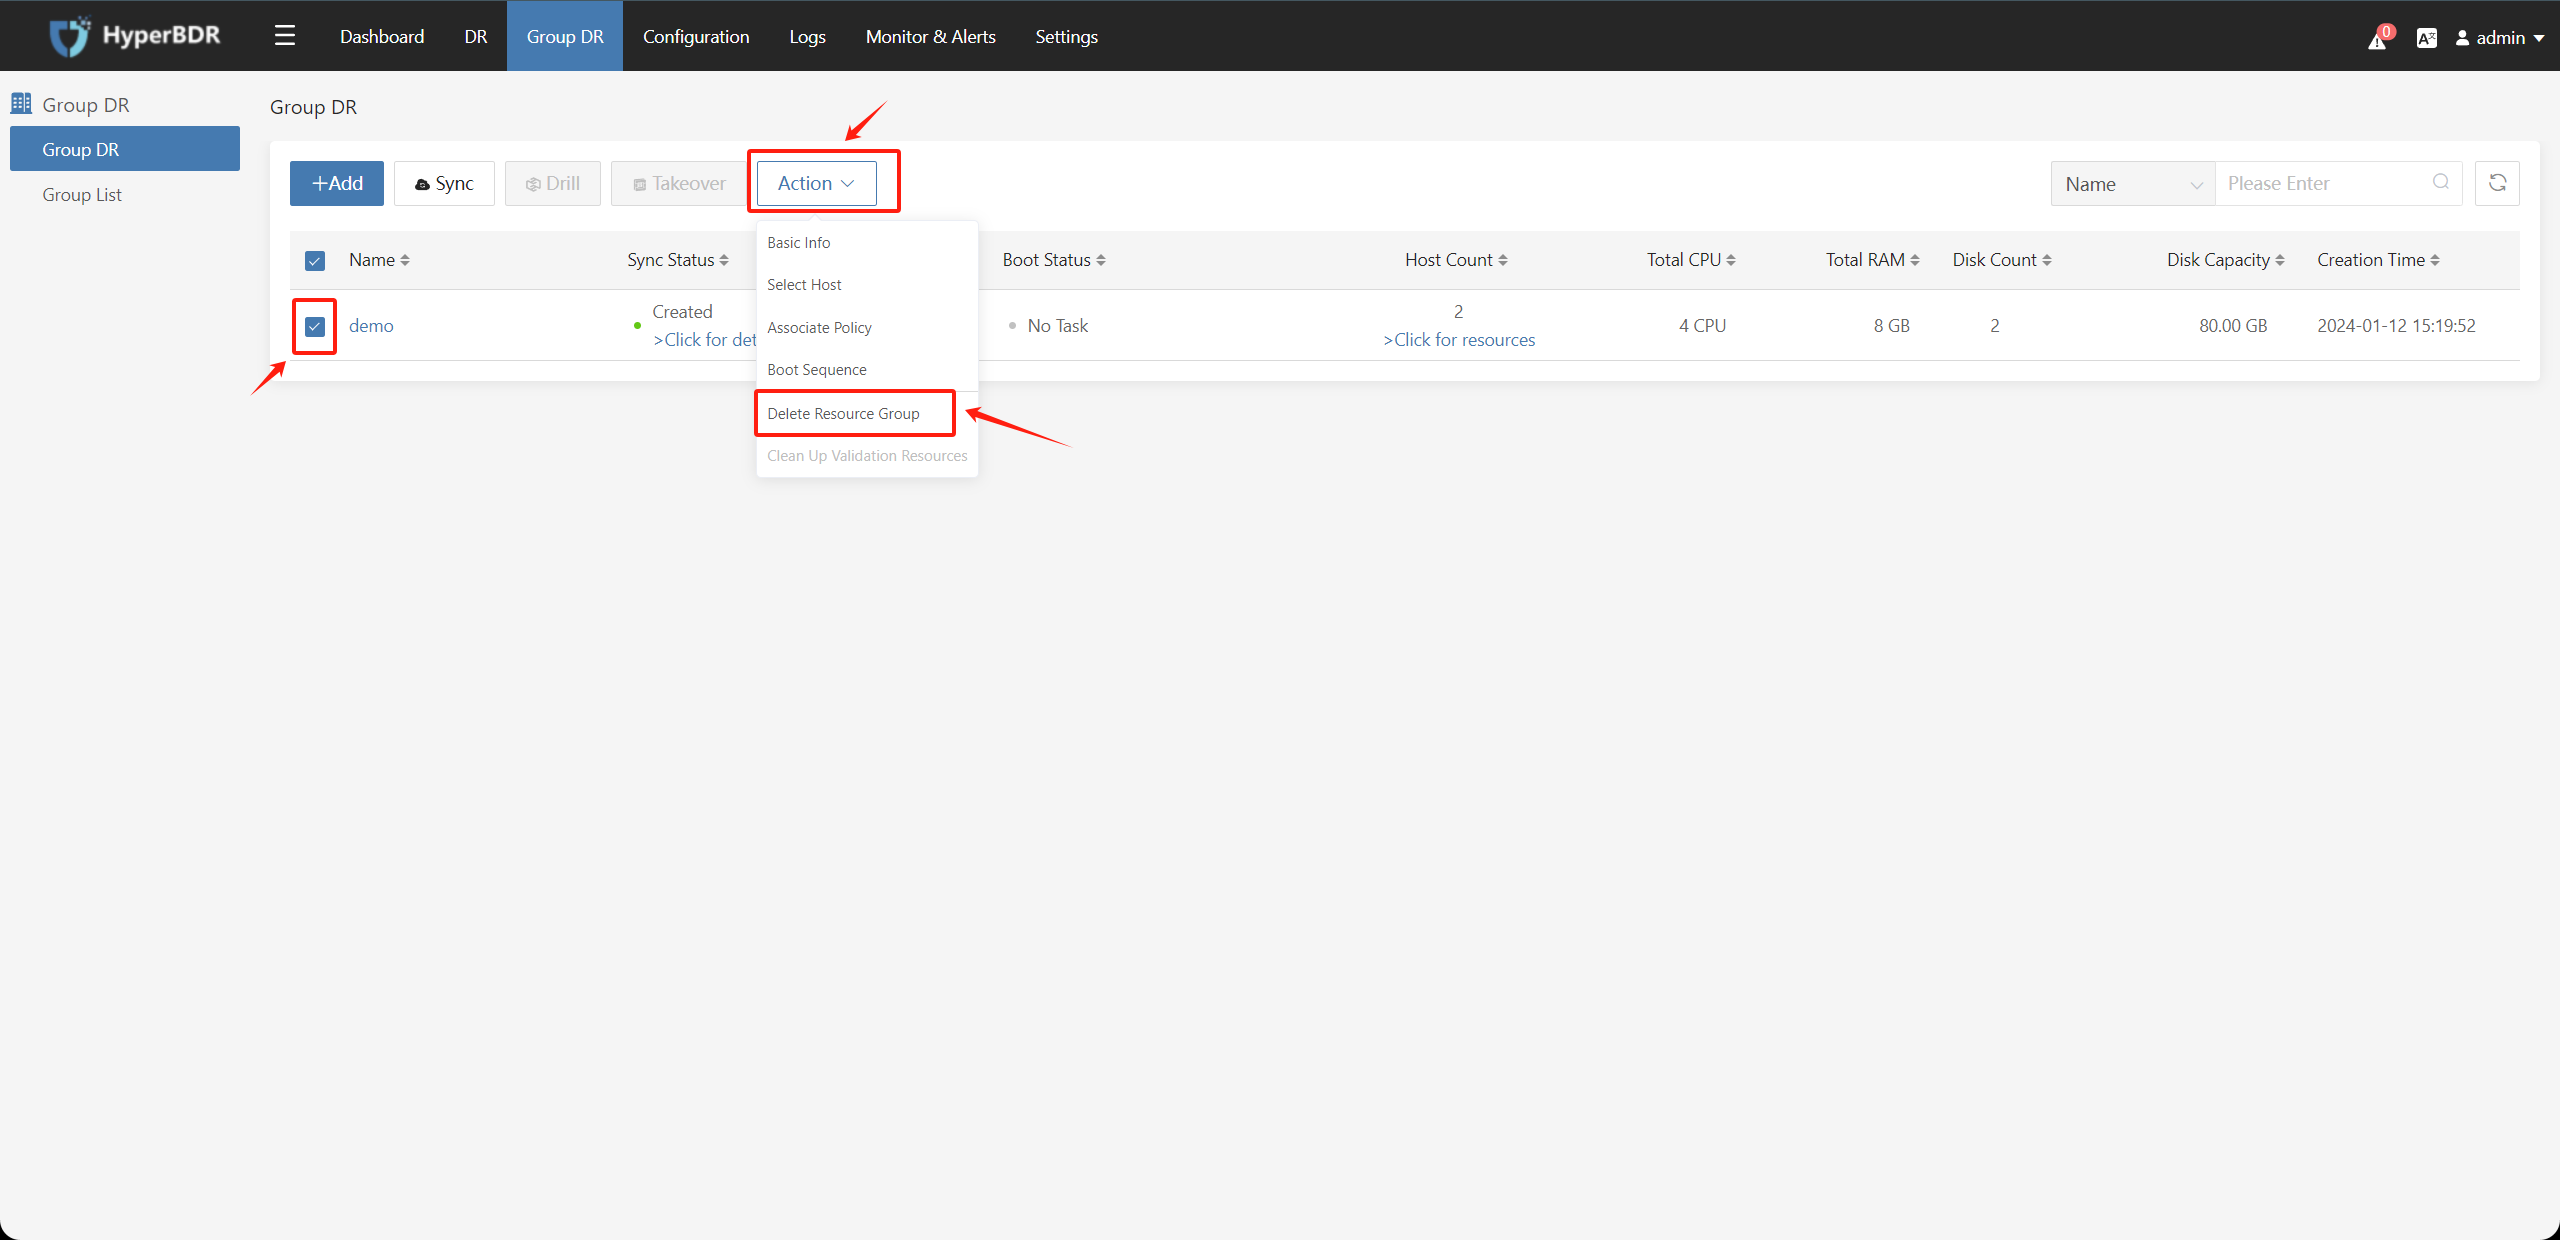 HyperBDR
Dashboard
DR
Group DR
Configuration
Logs
Monitor & Alerts
Settings
0
admin
Group DR
Group DR
Group List
Group DR
+Add
Sync
Drill
Takeover
Action
Name
Please Enter
Name
Sync Status
Boot Status
Host Count
Total CPU
Total RAM
Disk Count
Disk Capacity
Creation Time
demo
Created
>Click for det
No Task
2
>Click for resources
4 CPU
8 GB
2
80.00 GB
2024-01-12 15:19:52
Basic Info
Select Host
Associate Policy
Boot Sequence
Delete Resource Group
Clean Up Validation Resources